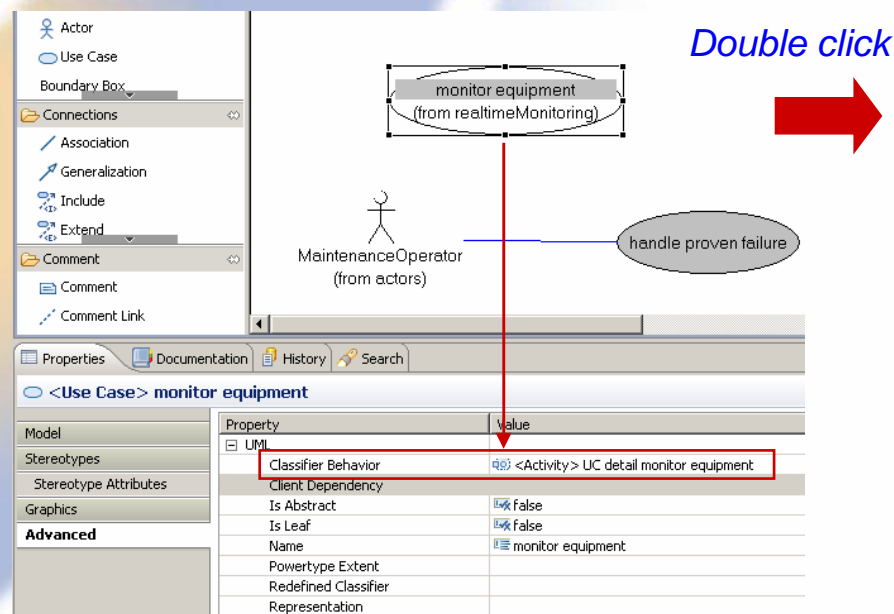 Actor
Use Case
Boundary Box
Connections
Association
Generalization
Include
Extend
Comment
Comment
Comment Link
Double click
monitor equipment
(from realtimeMonitoring)
MaintenanceOperator
(from actors)
handle proven failure
Properties Documentation History Search
<Use Case> monitor equipment
Model
Stereotypes
Stereotype Attributes
Graphics
Advanced
Property Value
UML
Classifier Behavior <Activity> UC detail monitor equipment
Client Dependency
Is Abstract false
Is Leaf false
Name monitor equipment
Powertype Extent
Redefined Classifier
Representation